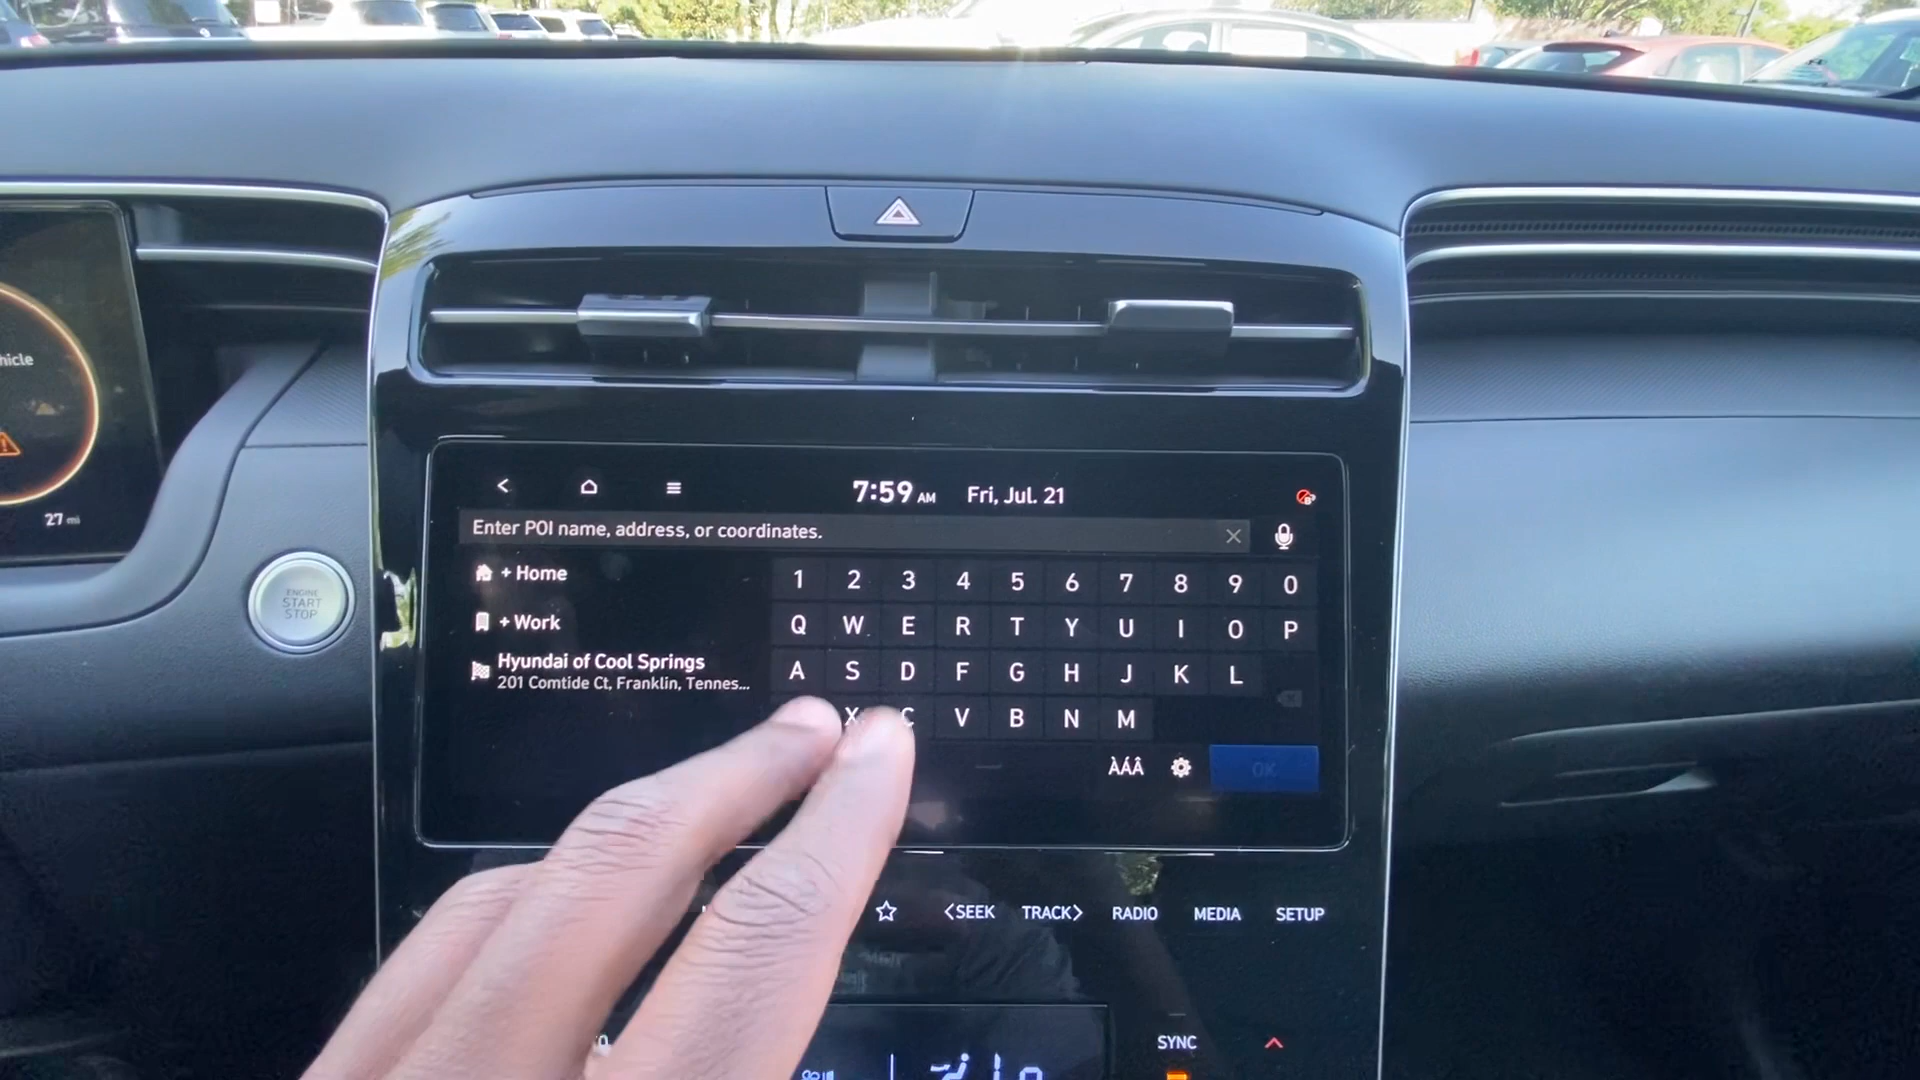 hicle
27 mi
ENGINE
START
STOP
7:59 AM Fri, Jul. 21
Enter POI name, address, or coordinates.
+ Home
+ Work
Hyundai of Cool Springs
201 Comtide Ct, Franklin, Tennes...
1 2 3 4 5 6 7 8 9 0
Q W E R T Y U I O P
A S D F G H J K L
X C V B N M
ÀÁÂ OK
<SEEK TRACK> RADIO MEDIA SETUP
SYNC